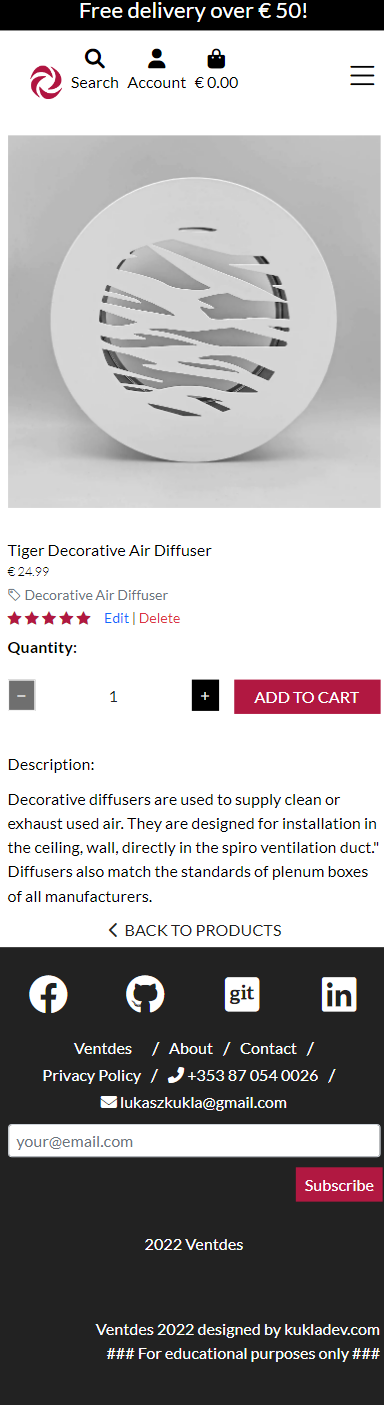 Free delivery over € 50!
Search Account € 0.00
Tiger Decorative Air Diffuser
€ 24.99
Decorative Air Diffuser
Edit | Delete
Quantity:
− 1 + ADD TO CART
Description:
Decorative diffusers are used to supply clean or
exhaust used air. They are designed for installation in
the ceiling, wall, directly in the spiro ventilation duct."
Diffusers also match the standards of plenum boxes
of all manufacturers.
BACK TO PRODUCTS
git in
Ventdes / About / Contact /
Privacy Policy / +353 87 054 0026 /
lukaszkukla@gmail.com
your@email.com
Subscribe
2022 Ventdes
Ventdes 2022 designed by kukladev.com
### For educational purposes only ###